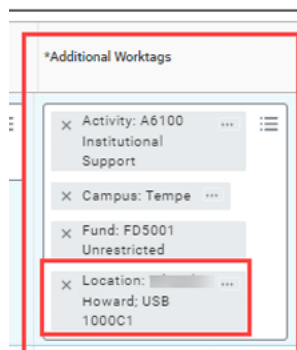 *Additional Worktags
Activity: A6100
Institutional
Support
Campus: Tempe
Fund: FD5001
Unrestricted
Location:
Howard; USB
1000C1